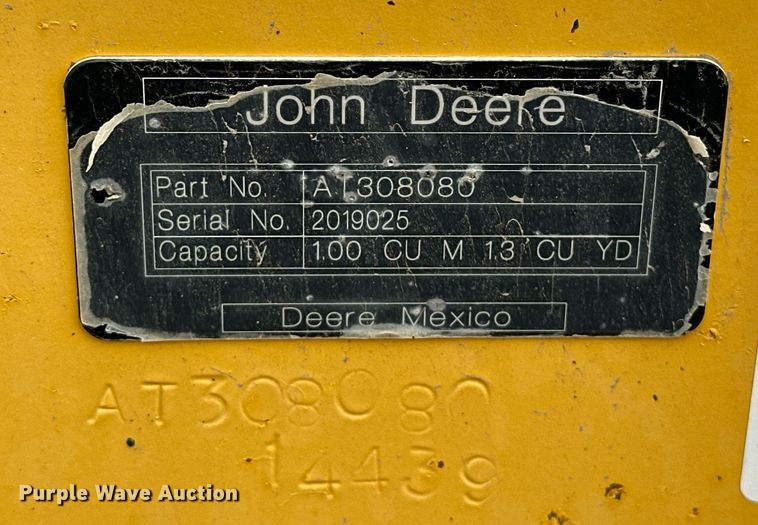 John Deere
Part No. AT308080
Serial No. 2019025
Capacity 1.00 CU M 1.3 CU YD
Deere Mexico
AT308080
14439
Purple Wave Auction